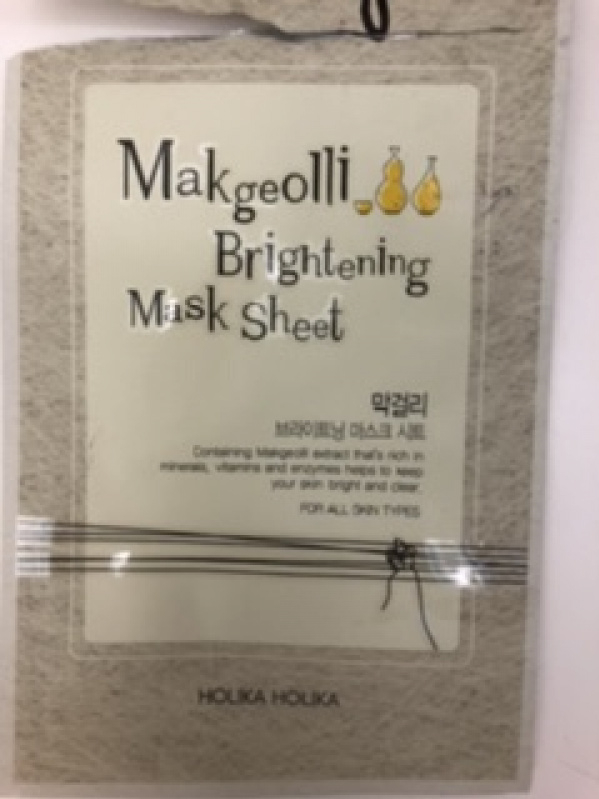 Makgeolli
Brightening
Mask Sheet
막걸리
브라이트닝 마스크 시트
Containing Makgeolli extract that's rich in
minerals, vitamins and enzymes helps to keep
your skin bright and clear.
FOR ALL SKIN TYPES
HOLIKA HOLIKA